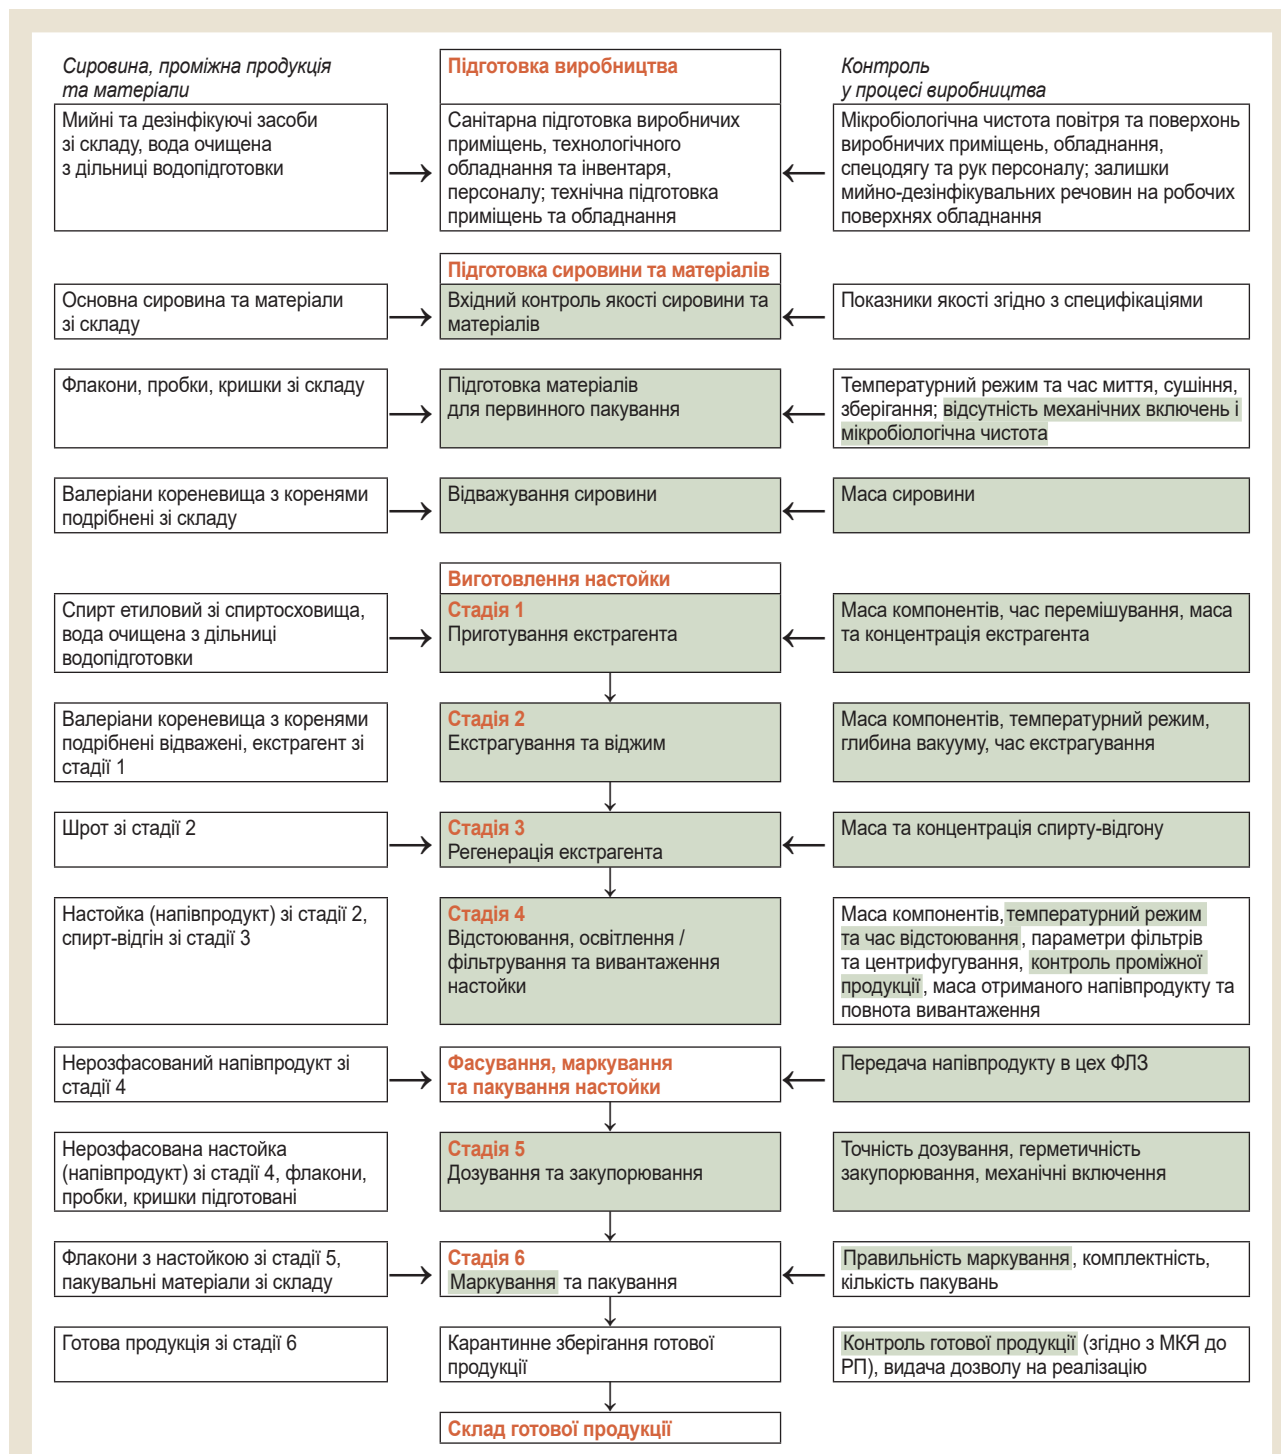 Сировина, проміжна продукція
та матеріали
Підготовка виробництва
Контроль
у процесі виробництва
Мийні та дезінфікуючі засоби
зі складу, вода очищена
з дільниці водопідготовки
Санітарна підготовка виробничих
приміщень, технологічного
обладнання та інвентаря,
персоналу; технічна підготовка
приміщень та обладнання
Мікробіологічна чистота повітря та поверхонь
виробничих приміщень, обладнання,
спецодягу та рук персоналу; залишки
мийно-дезінфікувальних речовин на робочих
поверхнях обладнання
Підготовка сировини та матеріалів
Основна сировина та матеріали
зі складу
Вхідний контроль якості сировини та
матеріалів
Показники якості згідно з специфікаціями
Флакони, пробки, кришки зі складу
Підготовка матеріалів
для первинного пакування
Температурний режим та час миття, сушіння,
зберігання; відсутність механічних включень і
мікробіологічна чистота
Валеріани кореневища з коренями
подрібнені зі складу
Відважування сировини
Маса сировини
Виготовлення настойки
Спирт етиловий зі спиртосховища,
вода очищена з дільниці
водопідготовки
Стадія 1
Приготування екстрагента
Маса компонентів, час перемішування, маса
та концентрація екстрагента
Валеріани кореневища з коренями
подрібнені відважені, екстрагент зі
стадії 1
Стадія 2
Екстрагування та віджим
Маса компонентів, температурний режим,
глибина вакууму, час екстрагування
Шрот зі стадії 2
Стадія 3
Регенерація екстрагента
Маса та концентрація спирту-відгону
Настойка (напівпродукт) зі стадії 2,
спирт-відгін зі стадії 3
Стадія 4
Відстоювання, освітлення /
фільтрування та вивантаження
настойки
Маса компонентів, температурний режим
та час відстоювання, параметри фільтрів
та центрифугування, контроль проміжної
продукції, маса отриманого напівпродукту та
повнота вивантаження
Нерозфасований напівпродукт зі
стадії 4
Фасування, маркування
та пакування настойки
Передача напівпродукту в цех ФЛЗ
Нерозфасована настойка
(напівпродукт) зі стадії 4, флакони,
пробки, кришки підготовані
Стадія 5
Дозування та закупорювання
Точність дозування, герметичність
закупорювання, механічні включення
Флакони з настойкою зі стадії 5,
пакувальні матеріали зі складу
Стадія 6
Маркування та пакування
Правильність маркування, комплектність,
кількість пакувань
Готова продукція зі стадії 6
Карантинне зберігання готової
продукції
Контроль готової продукції (згідно з МКЯ до
РП), видача дозволу на реалізацію
Склад готової продукції